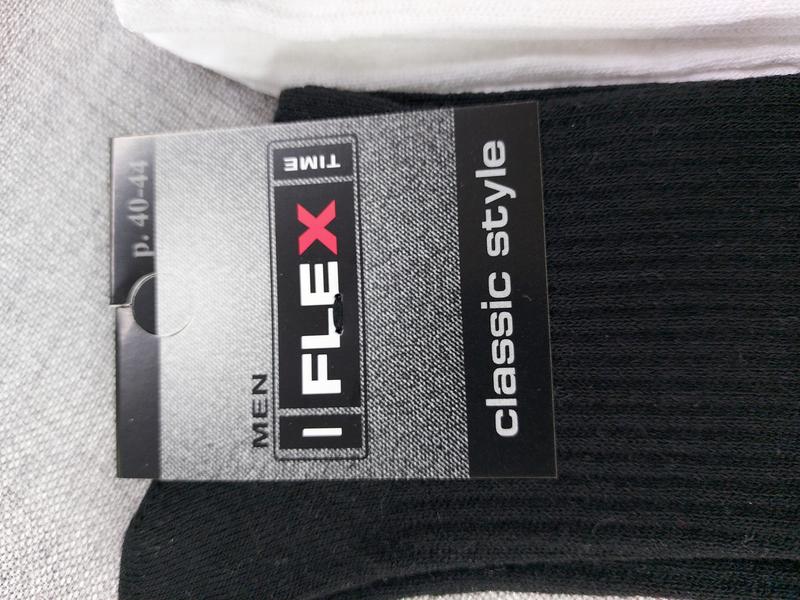 p. 40-44
MEN
I FLEX TIME
classic style